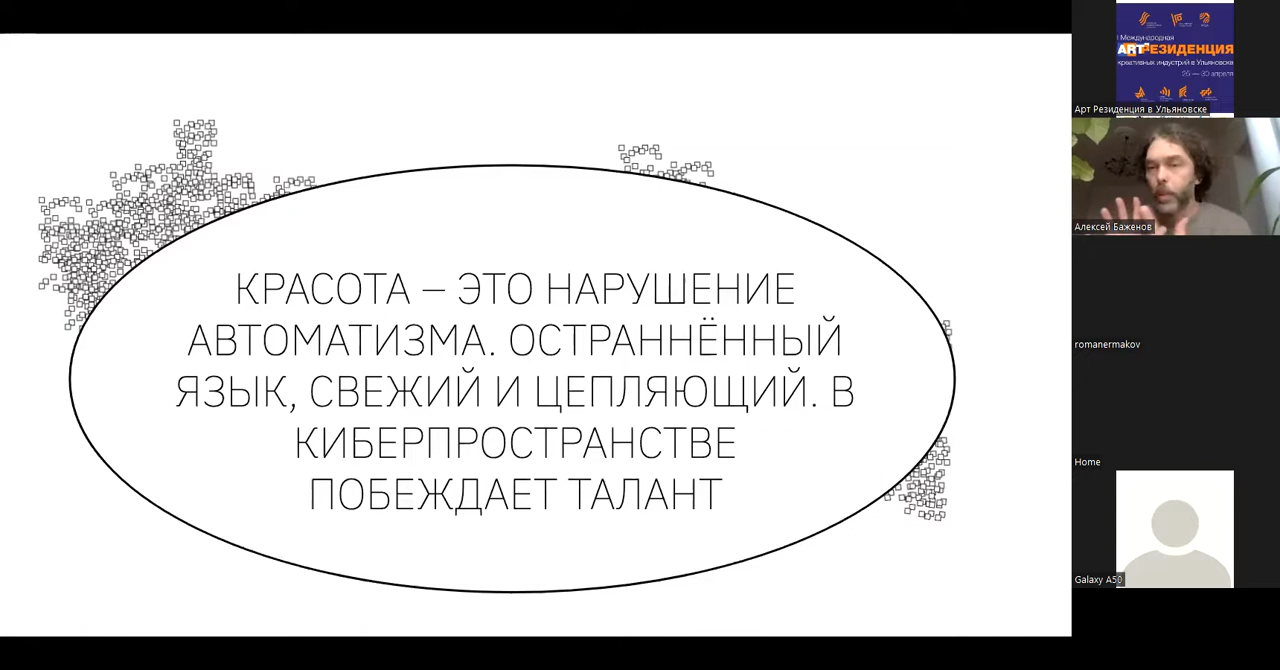 КРАСОТА – ЭТО НАРУШЕНИЕ
АВТОМАТИЗМА. ОСТРАННЁННЫЙ
ЯЗЫК, СВЕЖИЙ И ЦЕПЛЯЮЩИЙ. В
КИБЕРПРОСТРАНСТВЕ
ПОБЕЖДАЕТ ТАЛАНТ
I Международная
АРТРЕЗИДЕНЦИЯ
креативных индустрий в Ульяновске
26 — 30 апреля
Арт Резиденция в Ульяновске
Алексей Баженов
romanermakov
Home
Galaxy A50